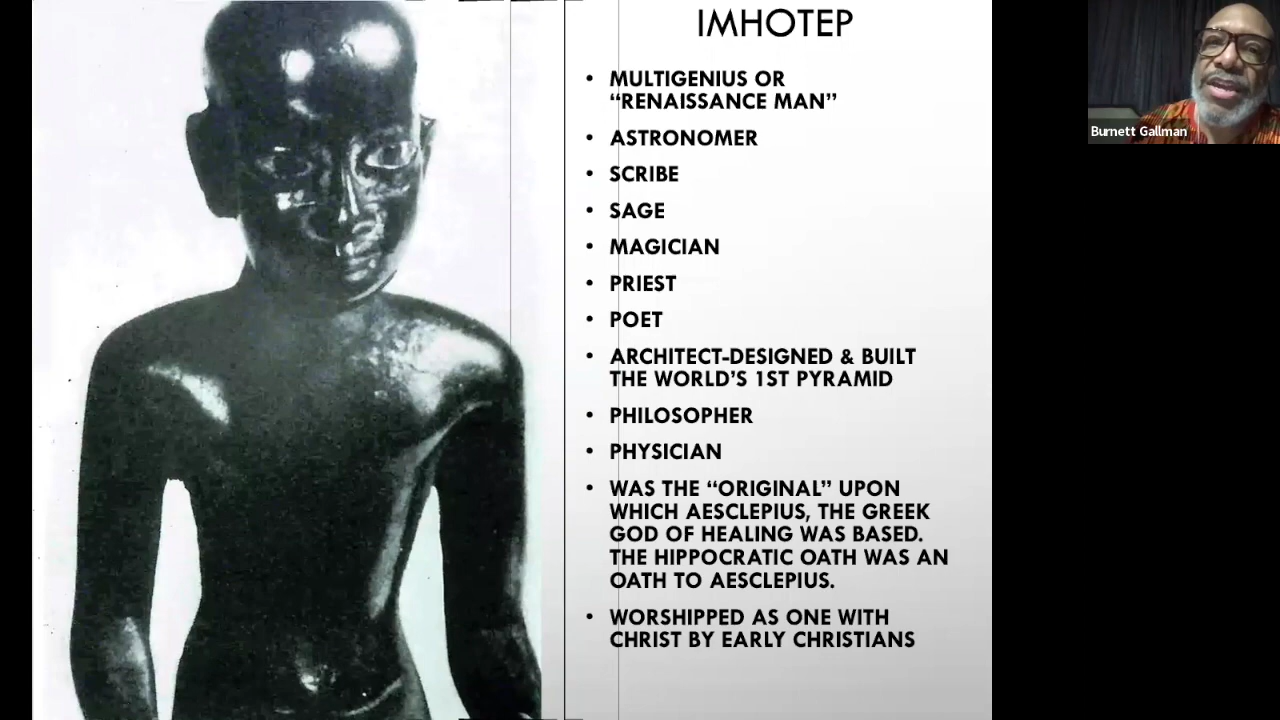 IMHOTEP
• MULTIGENIUS OR
“RENAISSANCE MAN”
• ASTRONOMER
• SCRIBE
• SAGE
• MAGICIAN
• PRIEST
• POET
• ARCHITECT-DESIGNED & BUILT
THE WORLD’S 1ST PYRAMID
• PHILOSOPHER
• PHYSICIAN
• WAS THE “ORIGINAL” UPON
WHICH AESCLEPIUS, THE GREEK
GOD OF HEALING WAS BASED.
THE HIPPOCRATIC OATH WAS AN
OATH TO AESCLEPIUS.
• WORSHIPPED AS ONE WITH
CHRIST BY EARLY CHRISTIANS
Burnett Gallman